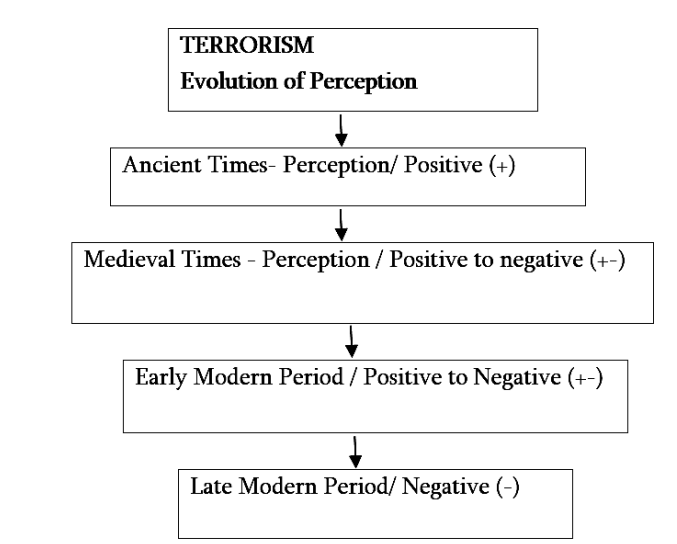 TERRORISM
Evolution of Perception
Ancient Times- Perception/ Positive (+)
Medieval Times - Perception / Positive to negative (+-)
Early Modern Period / Positive to Negative (+-)
Late Modern Period/ Negative (-)